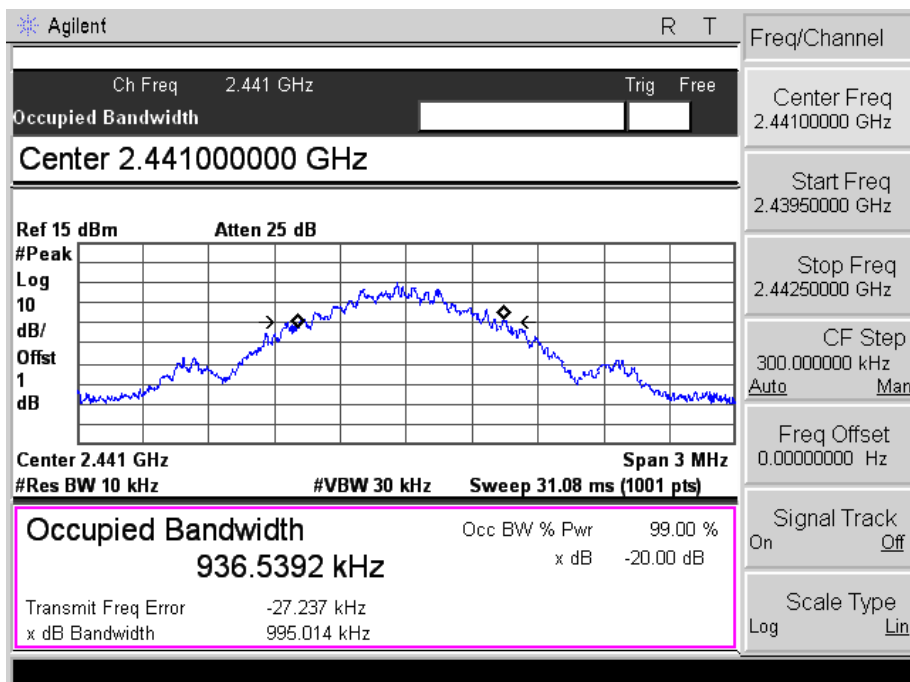 Agilent R T
Ch Freq 2.441 GHz Trig Free
Occupied Bandwidth
Center 2.441000000 GHz
Ref 15 dBm Atten 25 dB
#Peak
Log
10
dB/
Offst
1
dB
Center 2.441 GHz Span 3 MHz
#Res BW 10 kHz #VBW 30 kHz Sweep 31.08 ms (1001 pts)
Occupied Bandwidth
936.5392 kHz
Occ BW % Pwr 99.00 %
x dB -20.00 dB
Transmit Freq Error -27.237 kHz
x dB Bandwidth 995.014 kHz
Freq/Channel
Center Freq
2.44100000 GHz
Start Freq
2.43950000 GHz
Stop Freq
2.44250000 GHz
CF Step
300.000000 kHz
Auto Man
Freq Offset
0.00000000 Hz
Signal Track
On Off
Scale Type
Log Lin